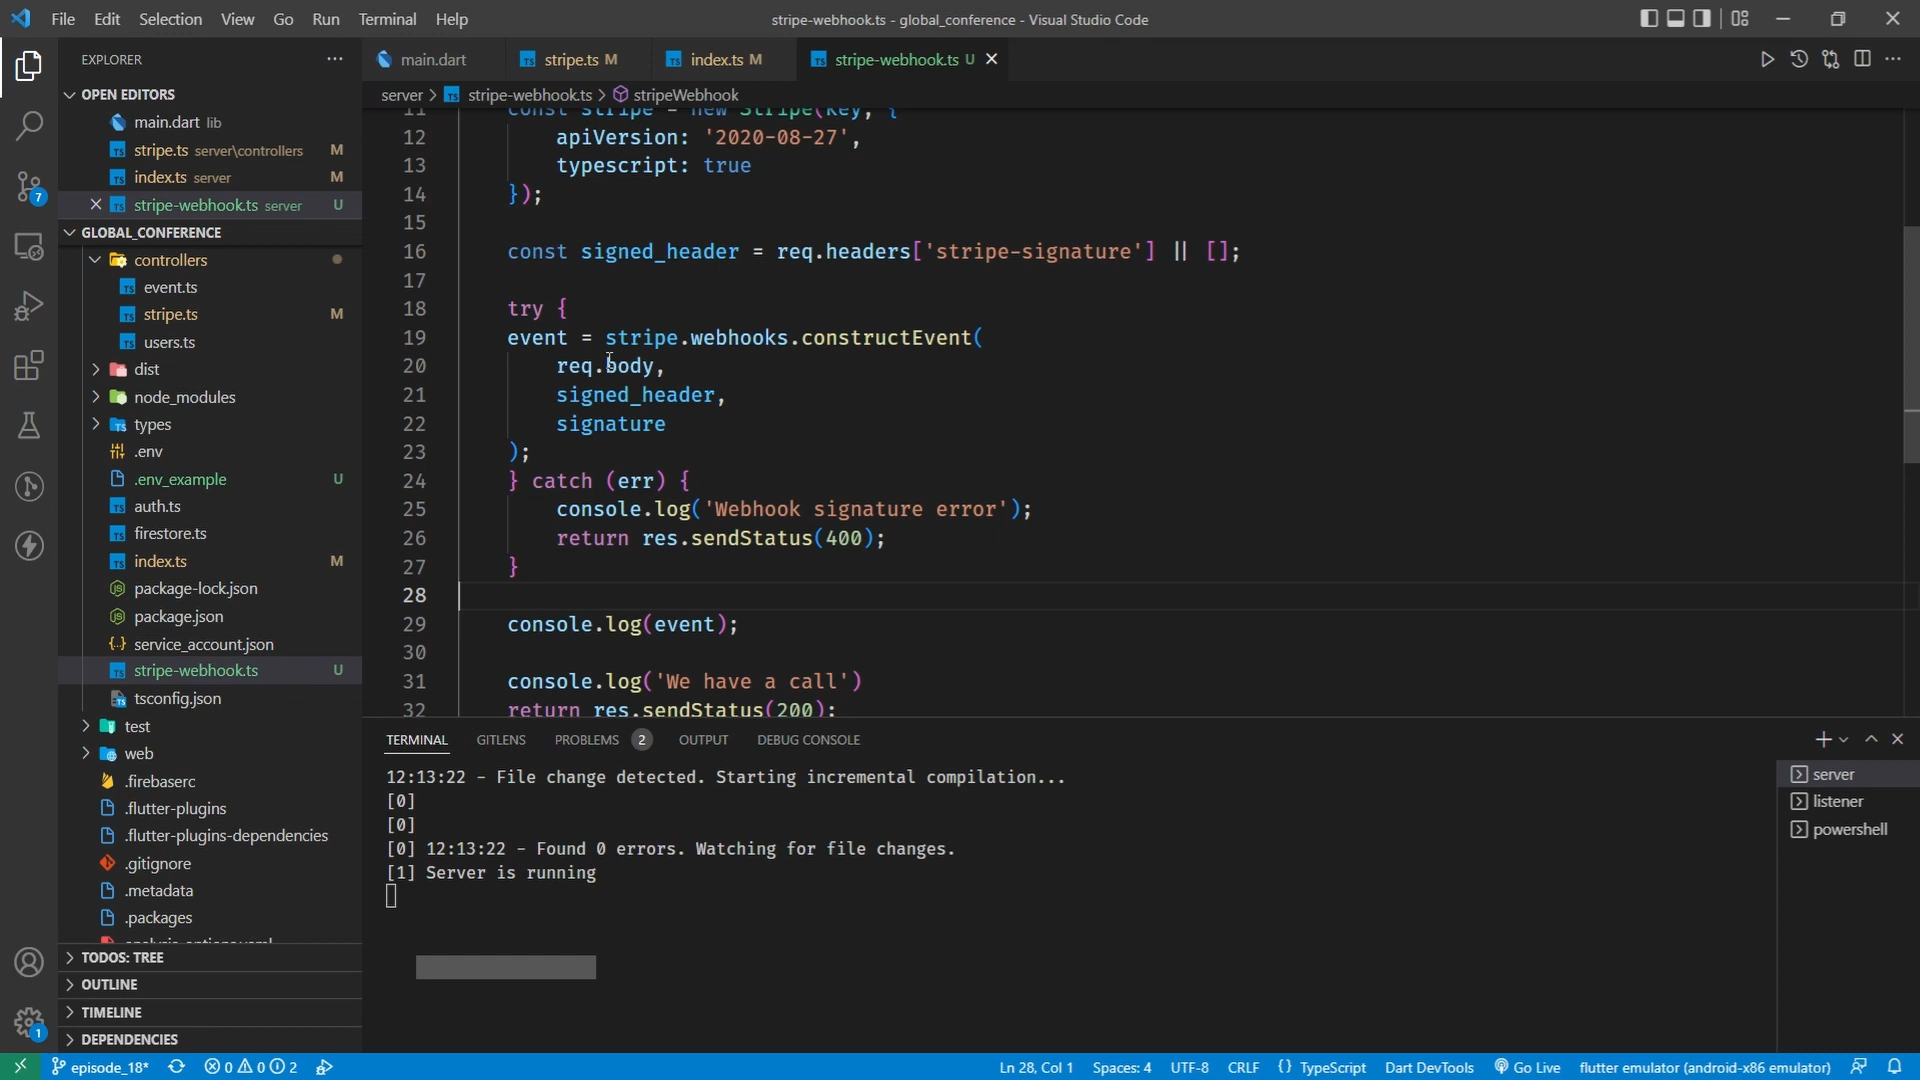 File Edit Selection View Go Run Terminal Help
stripe-webhook.ts - global_conference - Visual Studio Code
EXPLORER
main.dart
stripe.ts M
index.ts M
stripe-webhook.ts U
OPEN EDITORS
server > stripe-webhook.ts > stripeWebhook
main.dart lib
stripe.ts server\controllers M
index.ts server M
stripe-webhook.ts server U
GLOBAL_CONFERENCE
controllers
event.ts
stripe.ts M
users.ts
dist
node_modules
types
.env
.env_example U
auth.ts
firestore.ts
index.ts M
package-lock.json
package.json
service_account.json
stripe-webhook.ts U
tsconfig.json
test
web
.firebaserc
.flutter-plugins
.flutter-plugins-dependencies
.gitignore
.metadata
.packages
TODOS: TREE
OUTLINE
TIMELINE
DEPENDENCIES
7
1
11 const stripe = new Stripe(key, {
12 apiVersion: '2020-08-27',
13 typescript: true
14 });
15
16 const signed_header = req.headers['stripe-signature'] || [];
17
18 try {
19 event = stripe.webhooks.constructEvent(
20 req.body,
21 signed_header,
22 signature
23 );
24 } catch (err) {
25 console.log('Webhook signature error');
26 return res.sendStatus(400);
27 }
28
29 console.log(event);
30
31 console.log('We have a call')
32 return res.sendStatus(200);
TERMINAL GITLENS PROBLEMS 2 OUTPUT DEBUG CONSOLE
12:13:22 - File change detected. Starting incremental compilation...
[0]
[0]
[0] 12:13:22 - Found 0 errors. Watching for file changes.
[1] Server is running
server
listener
powershell
episode_18* 0 0 2
Ln 28, Col 1 Spaces: 4 UTF-8 CRLF {} TypeScript Dart DevTools Go Live flutter emulator (android-x86 emulator)